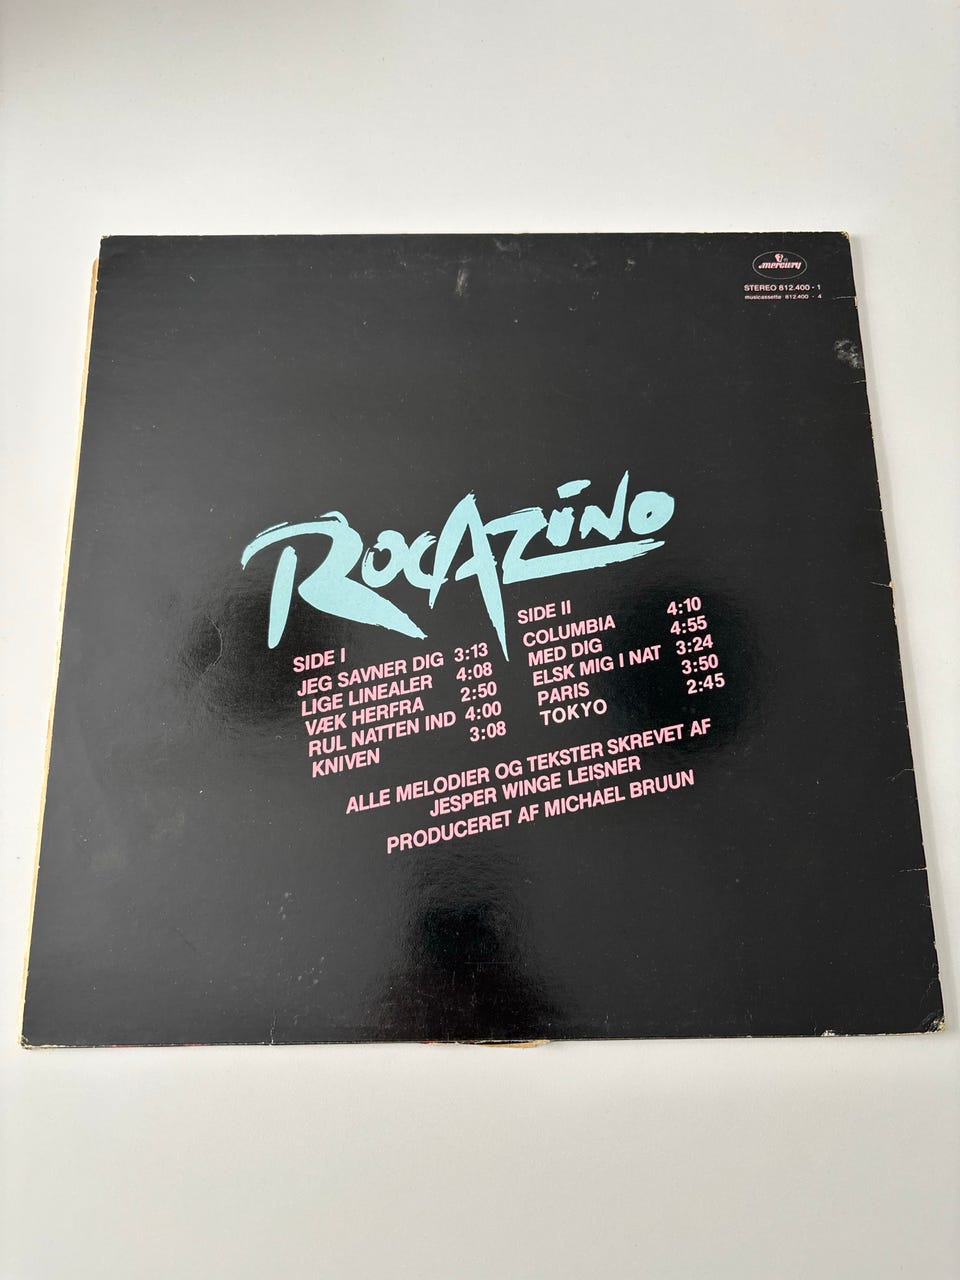 mercury
STEREO 812.400 - 1
musicassette 812.400 - 4
ROCAZINO
SIDE I
JEG SAVNER DIG 3:13
LIGE LINEALER 4:08
VÆK HERFRA 2:50
RUL NATTEN IND 4:00
KNIVEN 3:08
SIDE II
COLUMBIA 4:10
MED DIG 4:55
ELSK MIG I NAT 3:24
PARIS 3:50
TOKYO 2:45
ALLE MELODIER OG TEKSTER SKREVET AF
JESPER WINGE LEISNER
PRODUCERET AF MICHAEL BRUUN